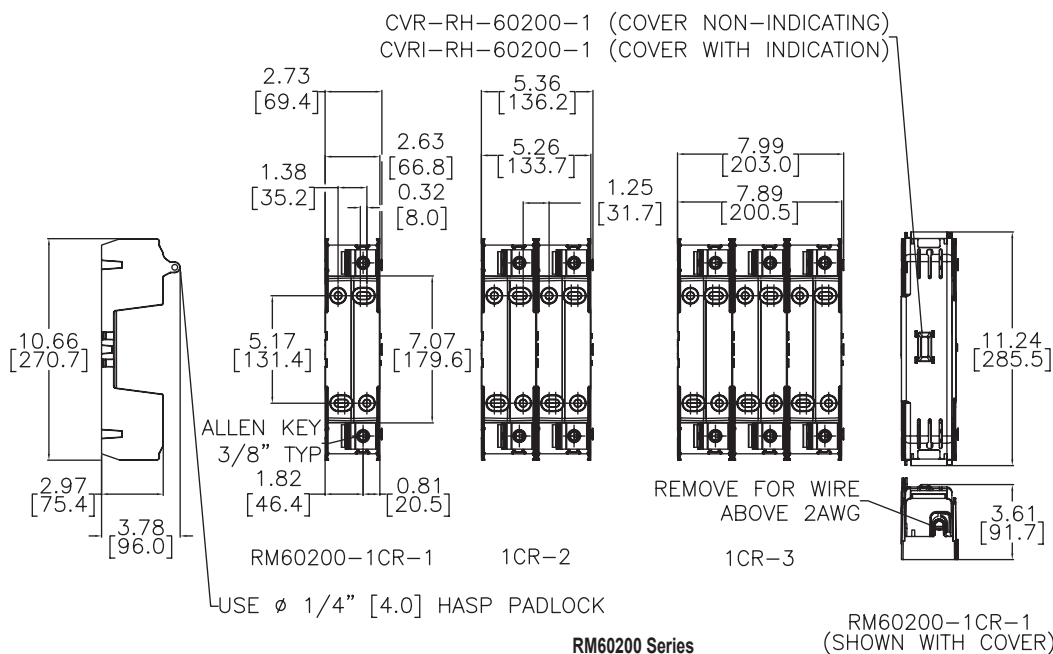 CVR-RH-60200-1 (COVER NON-INDICATING)
CVRI-RH-60200-1 (COVER WITH INDICATION)
2.73
[69.4]
5.36
[136.2]
2.63
[66.8]
5.26
[133.7]
7.99
[203.0]
1.38
[35.2]
0.32
[8.0]
1.25
[31.7]
7.89
[200.5]
10.66
[270.7]
5.17
[131.4]
7.07
[179.6]
11.24
[285.5]
ALLEN KEY
3/8" TYP
2.97
[75.4]
1.82
[46.4]
0.81
[20.5]
REMOVE FOR WIRE
ABOVE 2AWG
3.78
[96.0]
3.61
[91.7]
RM60200-1CR-1
1CR-2
1CR-3
USE ø 1/4" [4.0] HASP PADLOCK
RM60200-1CR-1
(SHOWN WITH COVER)
RM60200 Series